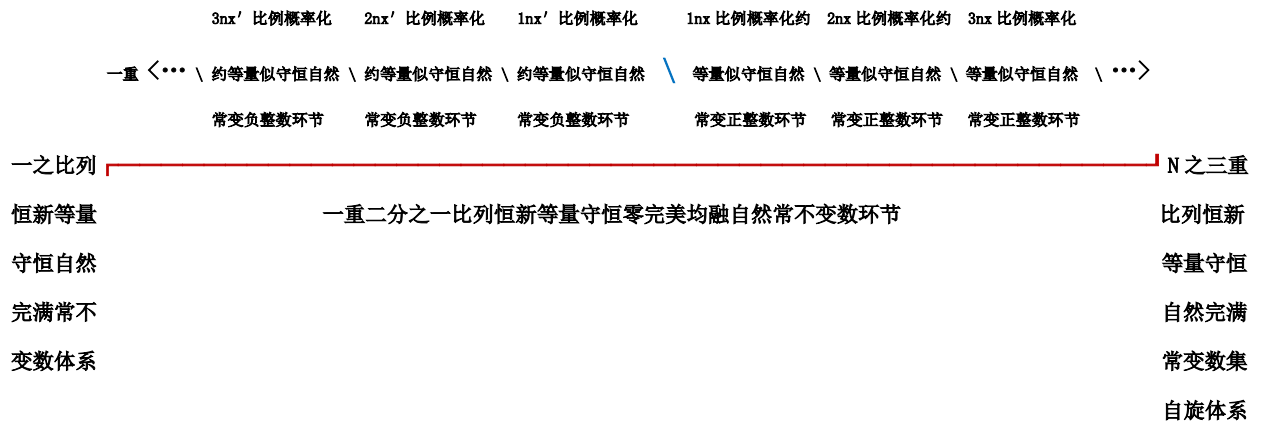 3nx′比例概率化 2nx′比例概率化 1nx′比例概率化 1nx比例概率化约 2nx比例概率化约 3nx比例概率化
一重 <••• \ 约等量似守恒自然 \ 约等量似守恒自然 \ 约等量似守恒自然 \ 等量似守恒自然 \ 等量似守恒自然 \ 等量似守恒自然 \ •••>
常变负整数环节 常变负整数环节 常变负整数环节 常变正整数环节 常变正整数环节 常变正整数环节
一之比列 N之三重
恒新等量 一重二分之一比列恒新等量守恒零完美均融自然常不变数环节 比列恒新
守恒自然 等量守恒
完满常不 自然完满
变数体系 常变数集
自旋体系